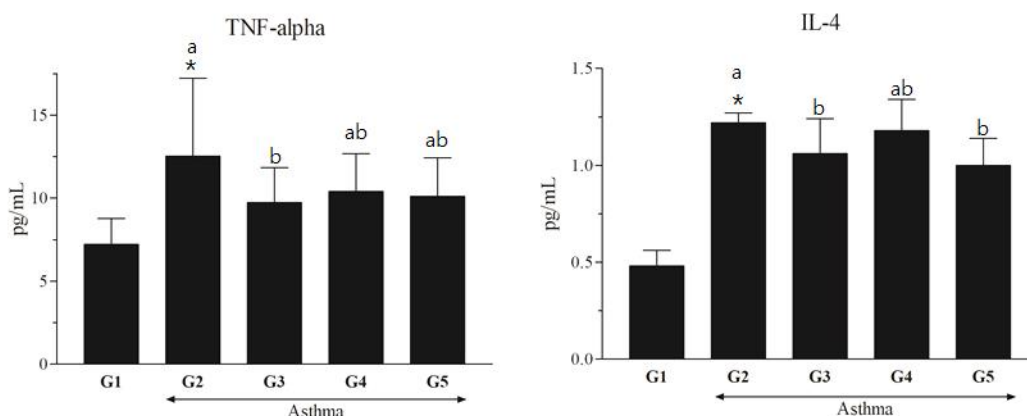 TNF-alpha
pg/mL
15
10
5
0
a
*
b
ab
ab
G1 G2 G3 G4 G5
Asthma
IL-4
pg/mL
1.5
1.0
0.5
0.0
a
*
b
ab
b
G1 G2 G3 G4 G5
Asthma